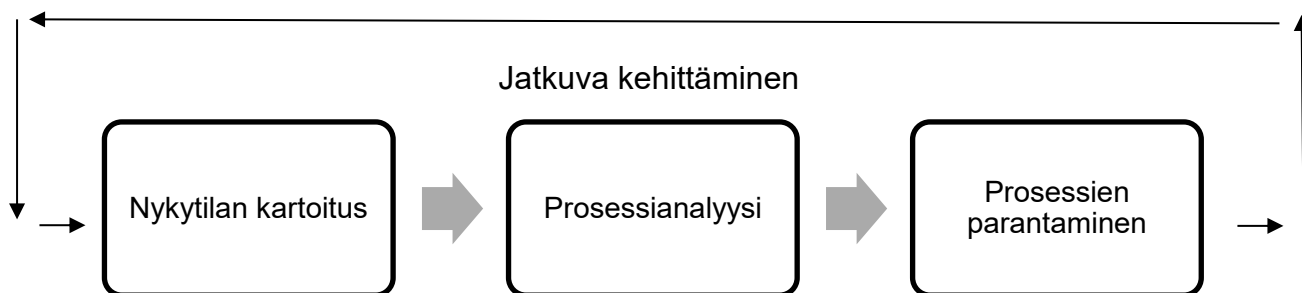 Jatkuva kehittäminen
Nykytilan kartoitus
Prosessianalyysi
Prosessien
parantaminen